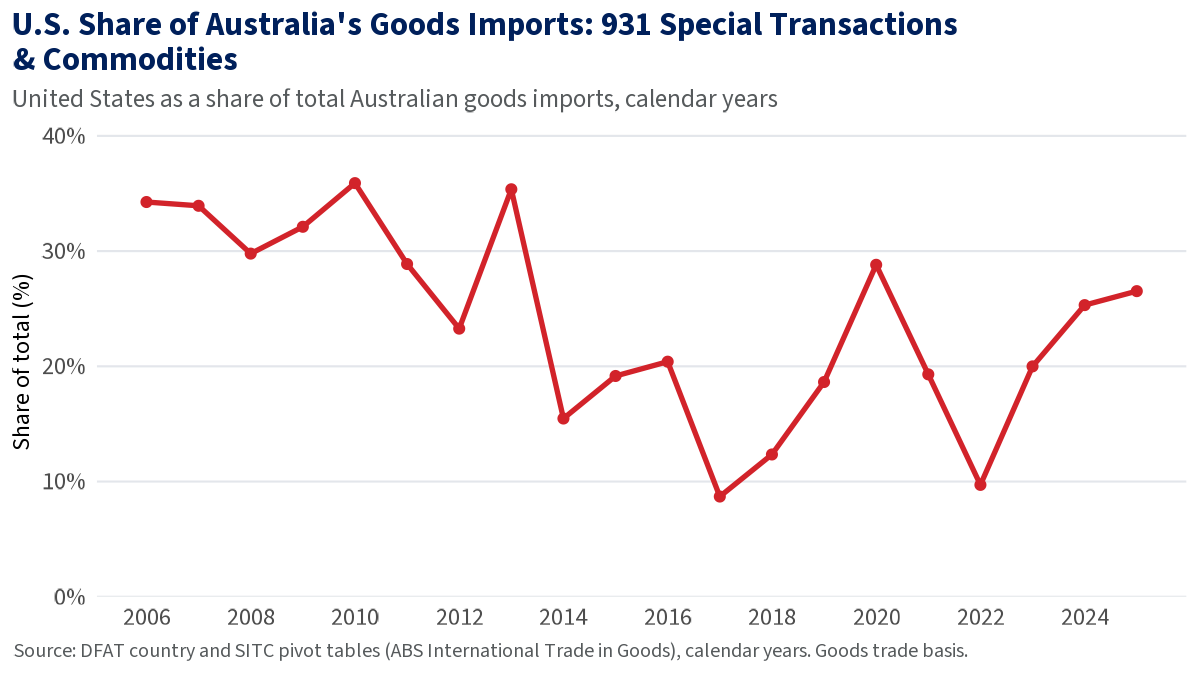 U.S. Share of Australia's Goods Imports: 931 Special Transactions
& Commodities
United States as a share of total Australian goods imports, calendar years
Share of total (%)
40%
30%
20%
10%
0%
2006 2008 2010 2012 2014 2016 2018 2020 2022 2024
Source: DFAT country and SITC pivot tables (ABS International Trade in Goods), calendar years. Goods trade basis.